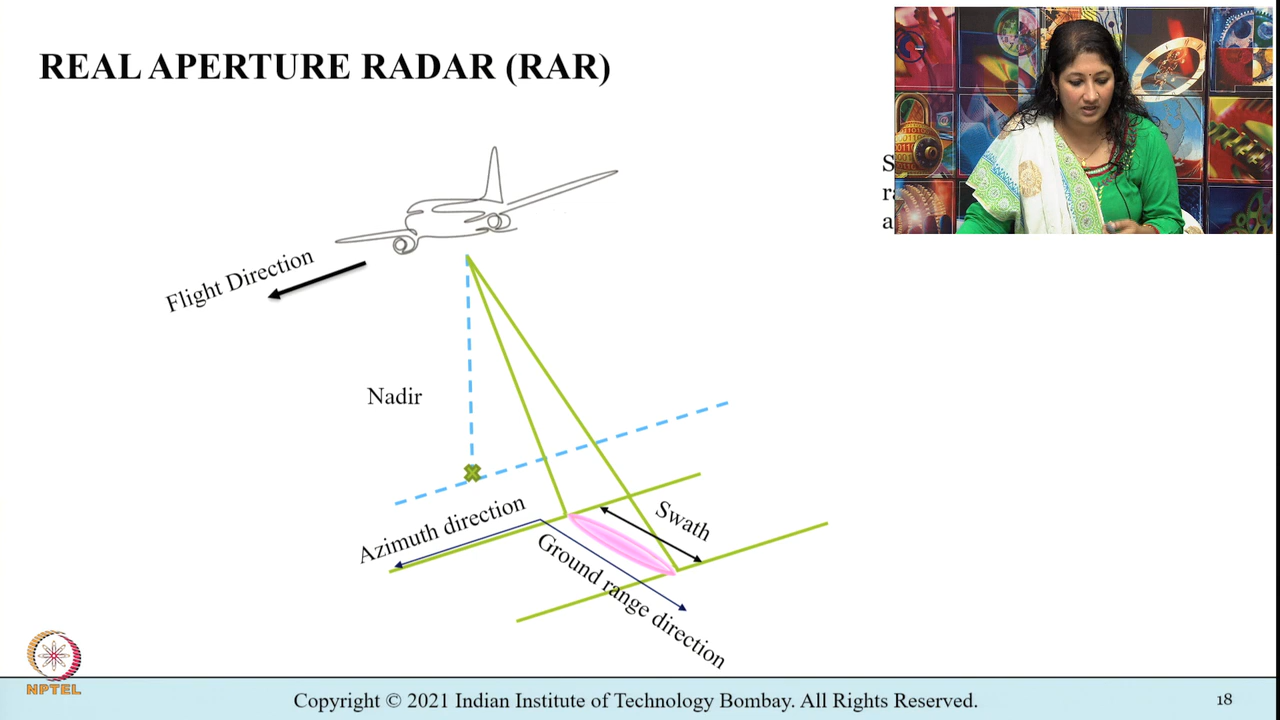 REAL APERTURE RADAR (RAR)
Flight Direction
Nadir
Azimuth direction
Swath
Ground range direction
NPTEL
Copyright © 2021 Indian Institute of Technology Bombay. All Rights Reserved.
18